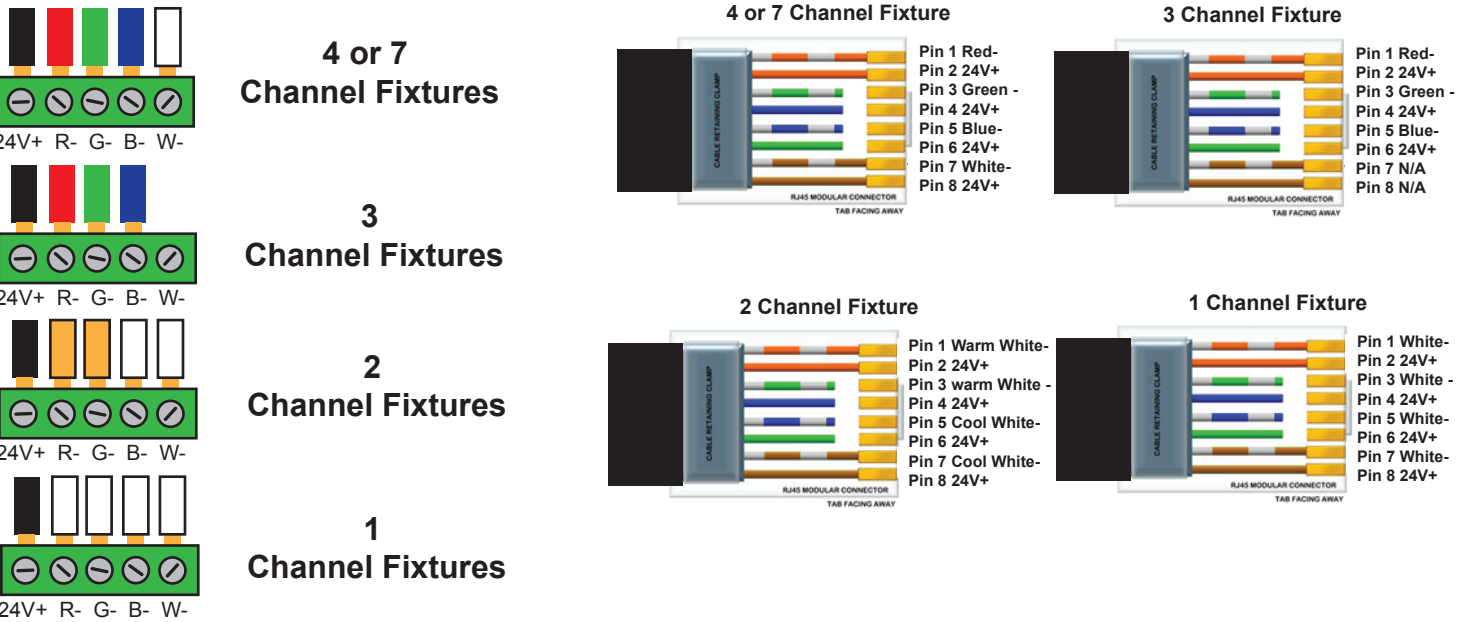 4 or 7
Channel Fixtures
24V+ R- G- B- W-
3
Channel Fixtures
24V+ R- G- B- W-
2
Channel Fixtures
24V+ R- G- B- W-
1
Channel Fixtures
24V+ R- G- B- W-
4 or 7 Channel Fixture
CABLE RETAINING CLAMP
Pin 1 Red-
Pin 2 24V+
Pin 3 Green -
Pin 4 24V+
Pin 5 Blue-
Pin 6 24V+
Pin 7 White-
Pin 8 24V+
RJ45 MODULAR CONNECTOR
TAB FACING AWAY
3 Channel Fixture
CABLE RETAINING CLAMP
Pin 1 Red-
Pin 2 24V+
Pin 3 Green -
Pin 4 24V+
Pin 5 Blue-
Pin 6 24V+
Pin 7 N/A
Pin 8 N/A
RJ45 MODULAR CONNECTOR
TAB FACING AWAY
2 Channel Fixture
CABLE RETAINING CLAMP
Pin 1 Warm White-
Pin 2 24V+
Pin 3 warm White -
Pin 4 24V+
Pin 5 Cool White-
Pin 6 24V+
Pin 7 Cool White-
Pin 8 24V+
RJ45 MODULAR CONNECTOR
TAB FACING AWAY
1 Channel Fixture
CABLE RETAINING CLAMP
Pin 1 White-
Pin 2 24V+
Pin 3 White -
Pin 4 24V+
Pin 5 White-
Pin 6 24V+
Pin 7 White-
Pin 8 24V+
RJ45 MODULAR CONNECTOR
TAB FACING AWAY